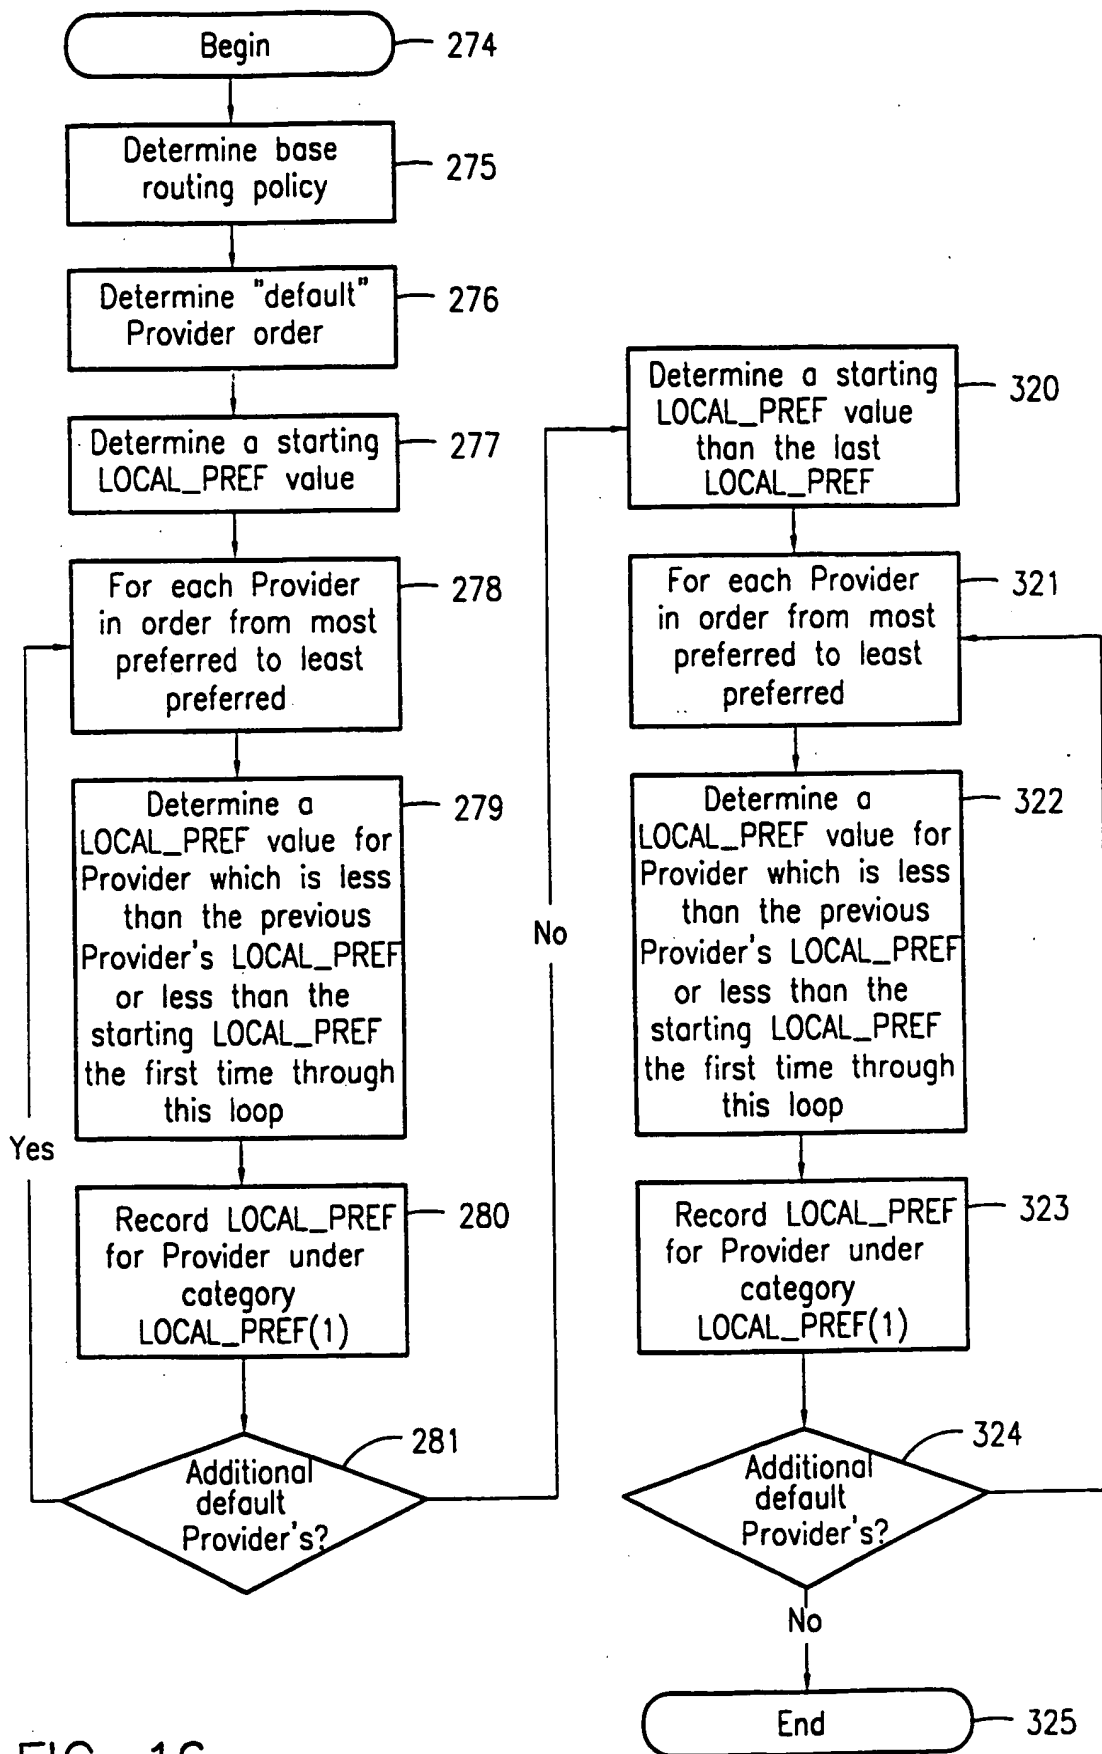 Begin
274
Determine base
routing policy
275
Determine "default"
Provider order
276
Determine a starting
LOCAL_PREF value
277
For each Provider
in order from most
preferred to least
preferred
278
Determine a
LOCAL_PREF value for
Provider which is less
than the previous
Provider's LOCAL_PREF
or less than the
starting LOCAL_PREF
the first time through
this loop
279
Yes
Record LOCAL_PREF
for Provider under
category
LOCAL_PREF(1)
280
Additional
default
Provider's?
281
No
Determine a starting
LOCAL_PREF value
than the last
LOCAL_PREF
320
For each Provider
in order from most
preferred to least
preferred
321
Determine a
LOCAL_PREF value for
Provider which is less
than the previous
Provider's LOCAL_PREF
or less than the
starting LOCAL_PREF
the first time through
this loop
322
Record LOCAL_PREF
for Provider under
category
LOCAL_PREF(1)
323
Additional
default
Provider's?
324
No
End
325